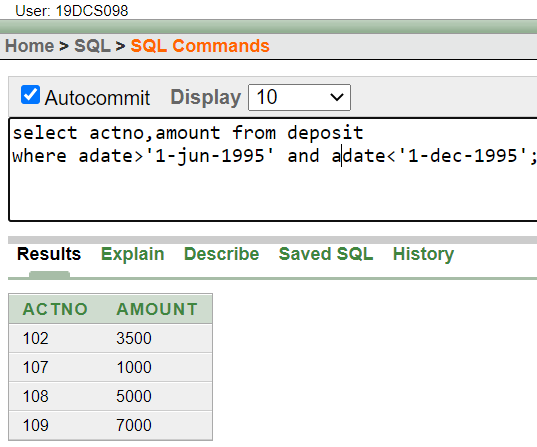 User: 19DCS098
Home > SQL > SQL Commands
Autocommit Display 10
select actno,amount from deposit
where adate>'1-jun-1995' and adate<'1-dec-1995';
Results Explain Describe Saved SQL History
ACTNO AMOUNT
102 3500
107 1000
108 5000
109 7000